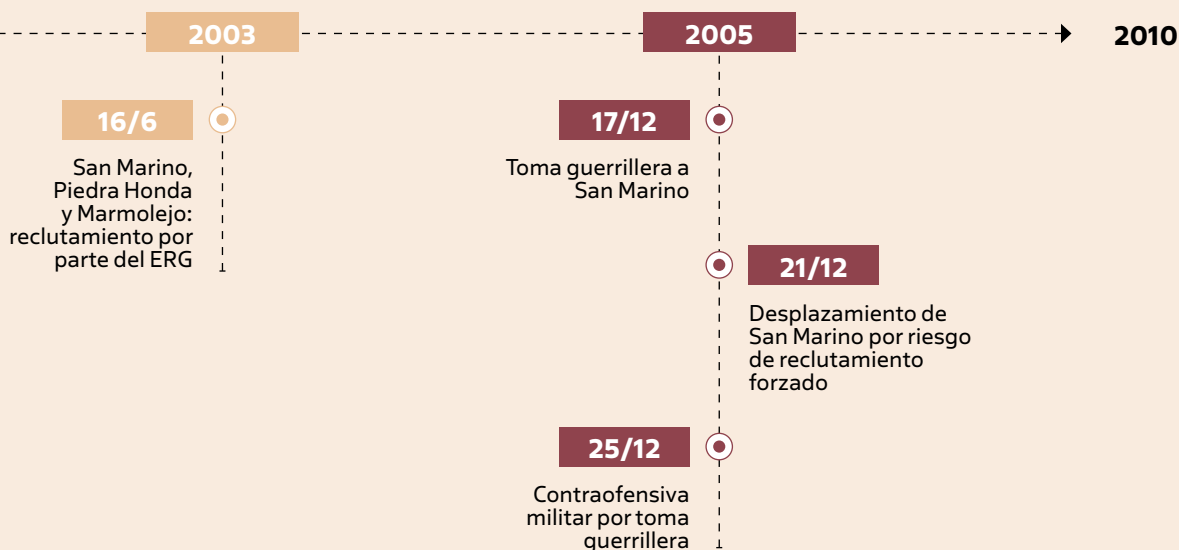 2003
2005
2010
16/6
San Marino,
Piedra Honda
y Marmolejo:
reclutamiento por
parte del ERG
17/12
Toma guerrillera a
San Marino
21/12
Desplazamiento de
San Marino por riesgo
de reclutamiento
forzado
25/12
Contraofensiva
militar por toma
guerrillera